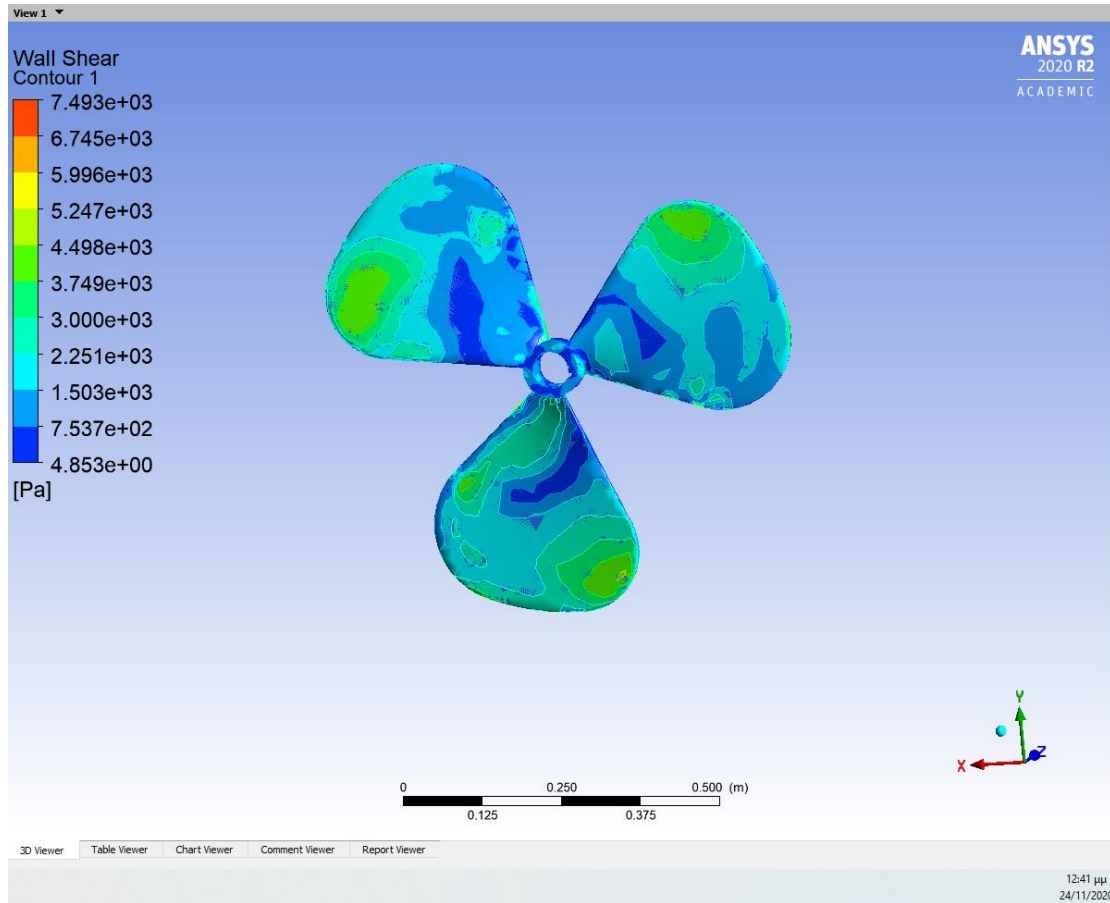 View 1
Wall Shear
Contour 1
7.493e+03
6.745e+03
5.996e+03
5.247e+03
4.498e+03
3.749e+03
3.000e+03
2.251e+03
1.503e+03
7.537e+02
4.853e+00
[Pa]
ANSYS
2020 R2
ACADEMIC
Y
X
Z
0 0.250 0.500 (m)
0.125 0.375
3D Viewer Table Viewer Chart Viewer Comment Viewer Report Viewer
12:41 μμ
24/11/2020